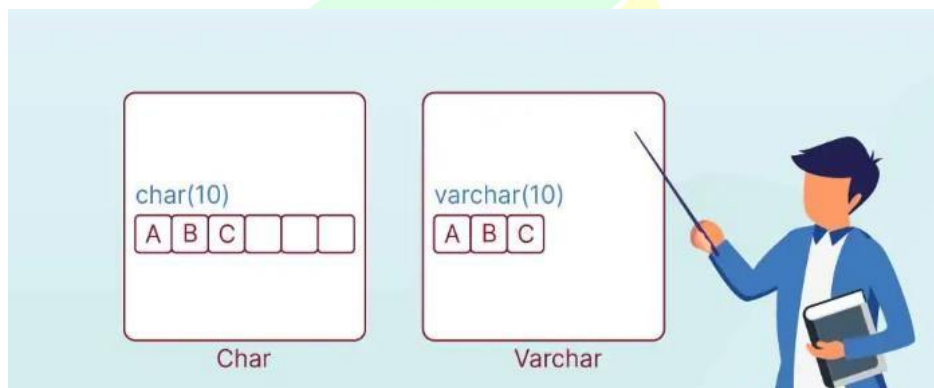 char(10)
A B C
Char
varchar(10)
A B C
Varchar